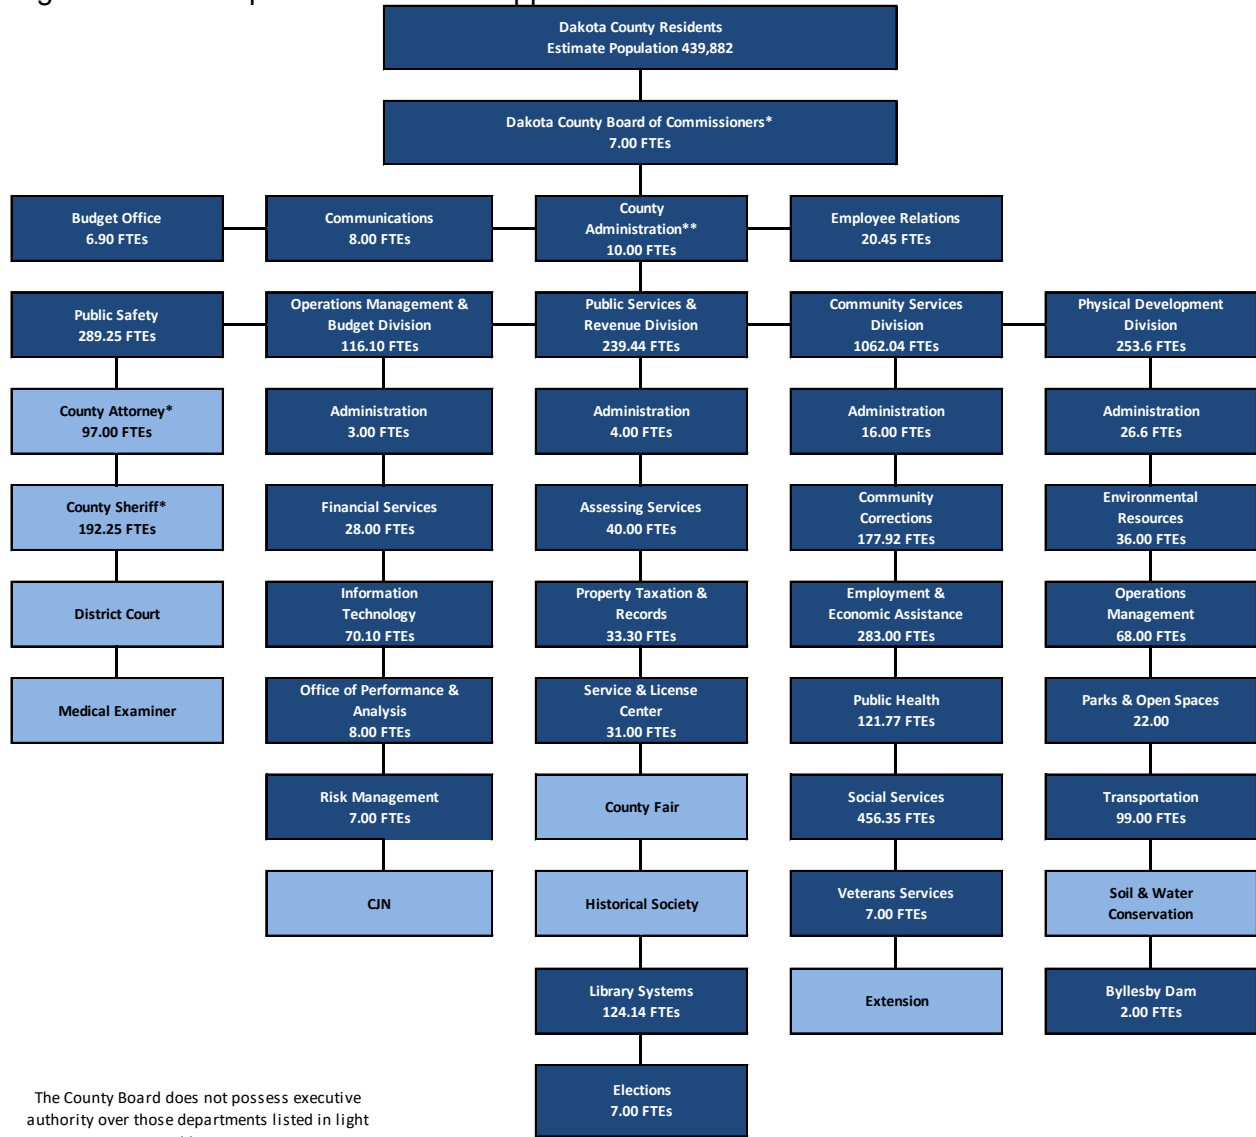 Dakota County Residents
Estimate Population 439,882
Dakota County Board of Commissioners*
7.00 FTEs
Budget Office
6.90 FTEs
Communications
8.00 FTEs
County
Administration**
10.00 FTEs
Employee Relations
20.45 FTEs
Public Safety
289.25 FTEs
Operations Management &
Budget Division
116.10 FTEs
Public Services &
Revenue Division
239.44 FTEs
Community Services
Division
1062.04 FTEs
Physical Development
Division
253.6 FTEs
County Attorney*
97.00 FTEs
Administration
3.00 FTEs
Administration
4.00 FTEs
Administration
16.00 FTEs
Administration
26.6 FTEs
County Sheriff*
192.25 FTEs
Financial Services
28.00 FTEs
Assessing Services
40.00 FTEs
Community
Corrections
177.92 FTEs
Environmental
Resources
36.00 FTEs
District Court
Information
Technology
70.10 FTEs
Property Taxation &
Records
33.30 FTEs
Employment &
Economic Assistance
283.00 FTEs
Operations
Management
68.00 FTEs
Medical Examiner
Office of Performance &
Analysis
8.00 FTEs
Service & License
Center
31.00 FTEs
Public Health
121.77 FTEs
Parks & Open Spaces
22.00
Risk Management
7.00 FTEs
County Fair
Social Services
456.35 FTEs
Transportation
99.00 FTEs
CJN
Historical Society
Veterans Services
7.00 FTEs
Soil & Water
Conservation
Library Systems
124.14 FTEs
Extension
Byllesby Dam
2.00 FTEs
Elections
7.00 FTEs
The County Board does not possess executive
authority over those departments listed in light